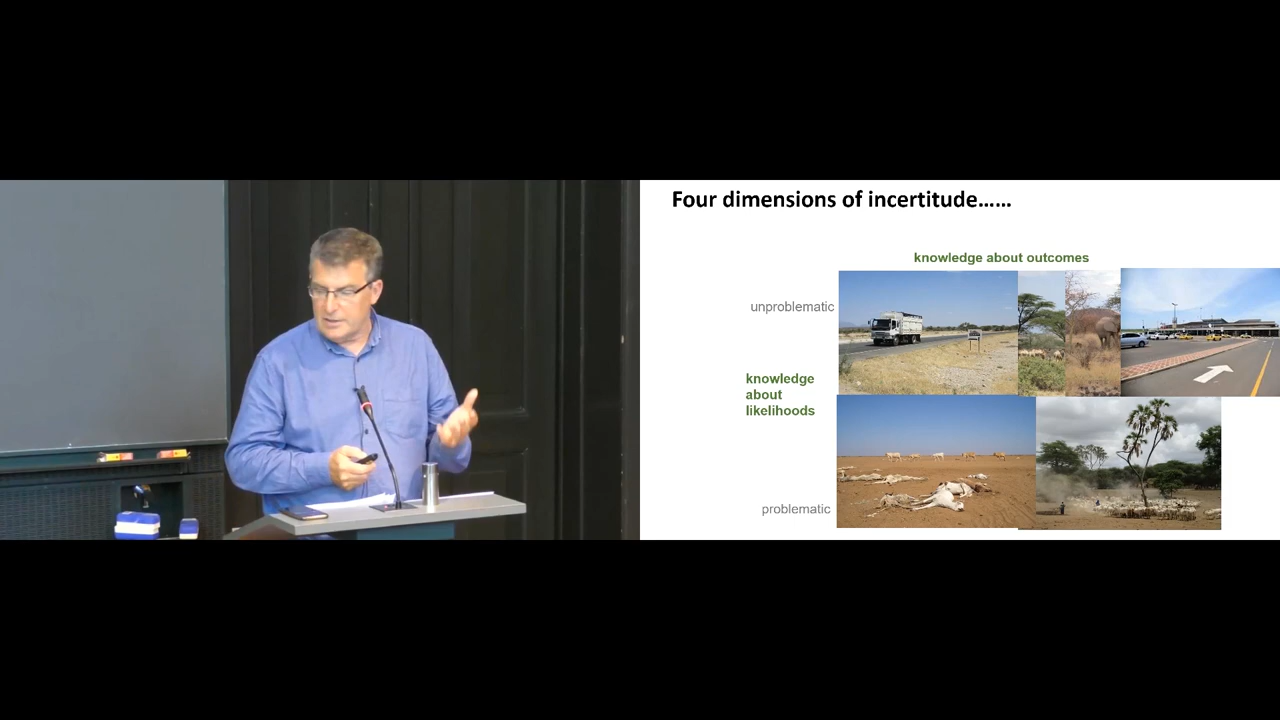 Four dimensions of incertitude......
knowledge about outcomes
unproblematic
knowledge
about
likelihoods
problematic